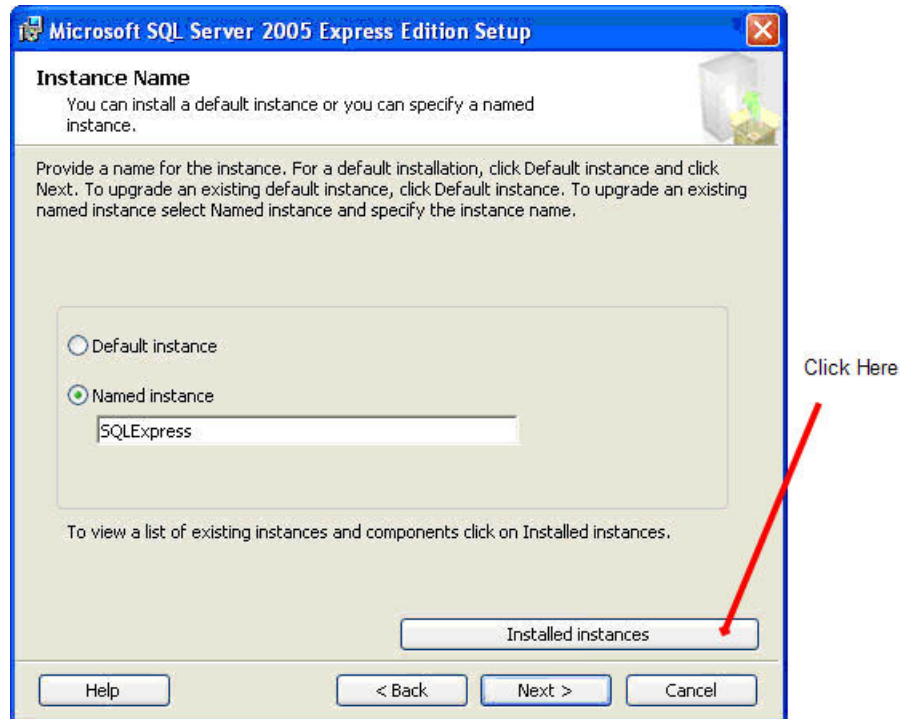 Microsoft SQL Server 2005 Express Edition Setup
Instance Name
You can install a default instance or you can specify a named
instance.
Provide a name for the instance. For a default installation, click Default instance and click
Next. To upgrade an existing default instance, click Default instance. To upgrade an existing
named instance select Named instance and specify the instance name.
Default instance
Click Here
Named instance
SQLExpress
To view a list of existing instances and components click on Installed instances.
Installed instances
Help
< Back
Next >
Cancel